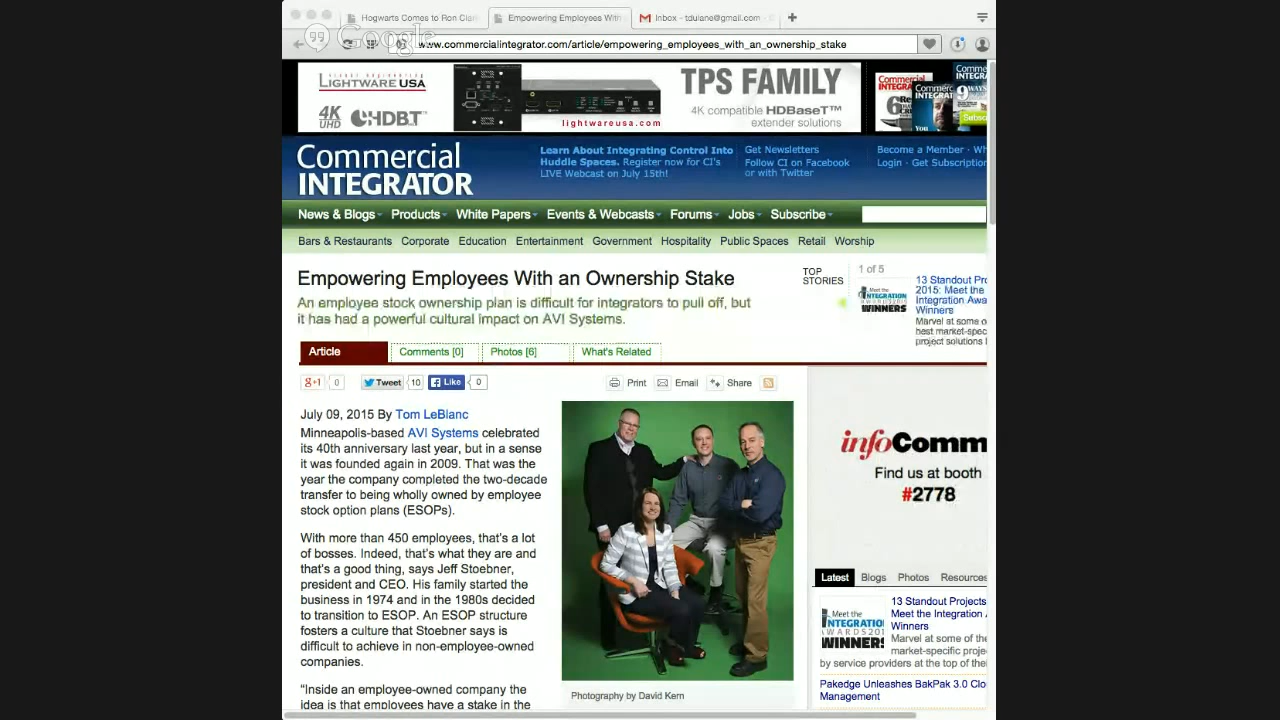 Hogwarts Comes to Ron Clar
Empowering Employees With
Inbox - tdulane@gmail.com -
Google
www.commercialintegrator.com/article/empowering_employees_with_an_ownership_stake
LIGHTWARE USA
4K UHD HDBT
lightwareusa.com
TPS FAMILY
4K compatible HDBaseT™
extender solutions
Commercial
INTEGRATOR
Learn About Integrating Control Into
Huddle Spaces. Register now for CI's
LIVE Webcast on July 15th!
Get Newsletters
Follow CI on Facebook
or with Twitter
Become a Member · Wh
Login · Get Subscription
News & Blogs Products White Papers Events & Webcasts Forums Jobs Subscribe
Bars & Restaurants Corporate Education Entertainment Government Hospitality Public Spaces Retail Worship
Empowering Employees With an Ownership Stake
An employee stock ownership plan is difficult for integrators to pull off, but
it has had a powerful cultural impact on AVI Systems.
TOP
STORIES
1 of 5
Meet the
INTEGRATION
WINNERS
13 Standout Pro
2015: Meet the
Integration Awa
Winners
Marvel at some o
best market-spec
project solutions
Article Comments [0] Photos [6] What's Related
g+1 0 Tweet 10 Like 0 Print Email Share
July 09, 2015 By Tom LeBlanc
Minneapolis-based AVI Systems celebrated
its 40th anniversary last year, but in a sense
it was founded again in 2009. That was the
year the company completed the two-decade
transfer to being wholly owned by employee
stock option plans (ESOPs).
With more than 450 employees, that's a lot
of bosses. Indeed, that's what they are and
that's a good thing, says Jeff Stoebner,
president and CEO. His family started the
business in 1974 and in the 1980s decided
to transition to ESOP. An ESOP structure
fosters a culture that Stoebner says is
difficult to achieve in non-employee-owned
companies.
"Inside an employee-owned company the
idea is that employees have a stake in the
Photography by David Kern
infoComm
Find us at booth
#2778
Latest Blogs Photos Resources
Meet the
INTEGRATION
AWARDS201
WINNERS
13 Standout Projects
Meet the Integration
Winners
Marvel at some of the
market-specific proje
by service providers at the top of thei
Pakedge Unleashes BakPak 3.0 Clo
Management